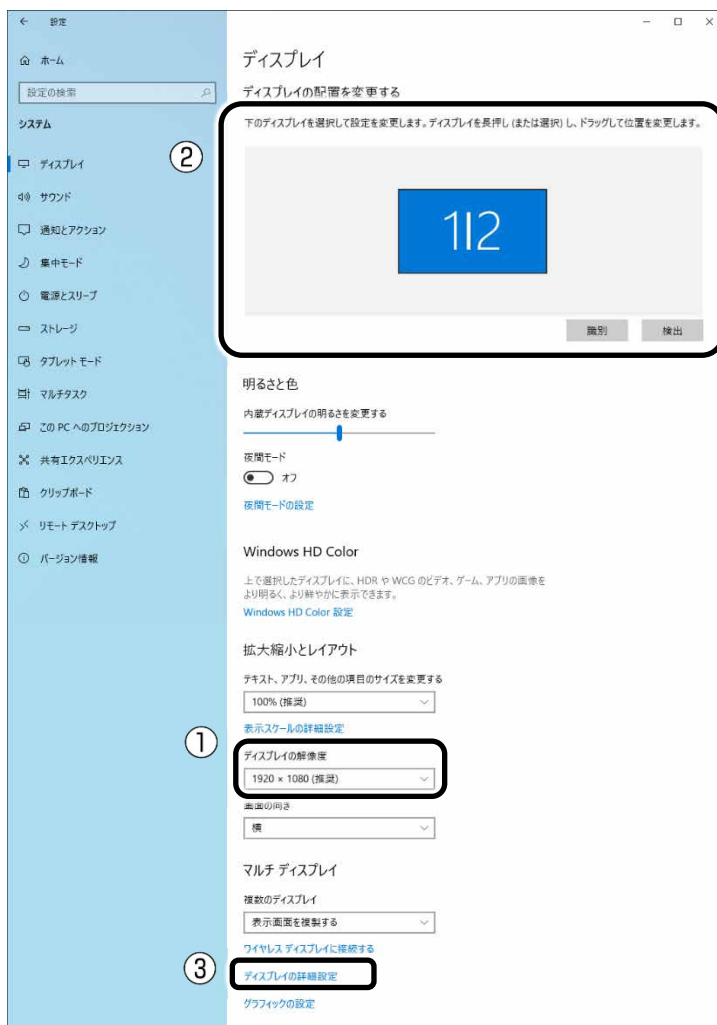 設定
ホーム
設定の検索
システム
ディスプレイ
サウンド
通知とアクション
集中モード
電源とスリープ
ストレージ
タブレット モード
マルチタスク
この PC へのプロジェクション
共有エクスペリエンス
クリップボード
リモート デスクトップ
バージョン情報
ディスプレイ
ディスプレイの配置を変更する
②
下のディスプレイを選択して設定を変更します。ディスプレイを長押し (または選択) し、ドラッグして位置を変更します。
1|2
識別
検出
明るさと色
内蔵ディスプレイの明るさを変更する
夜間モード
オフ
夜間モードの設定
Windows HD Color
上で選択したディスプレイに、HDR や WCG のビデオ、ゲーム、アプリの画像を
より明るく、より鮮やかに表示できます。
Windows HD Color 設定
拡大縮小とレイアウト
テキスト、アプリ、その他の項目のサイズを変更する
100% (推奨)
表示スケールの詳細設定
①
ディスプレイの解像度
1920 × 1080 (推奨)
画面の向き
横
マルチ ディスプレイ
複数のディスプレイ
表示画面を複製する
ワイヤレス ディスプレイに接続する
③
ディスプレイの詳細設定
グラフィックの設定